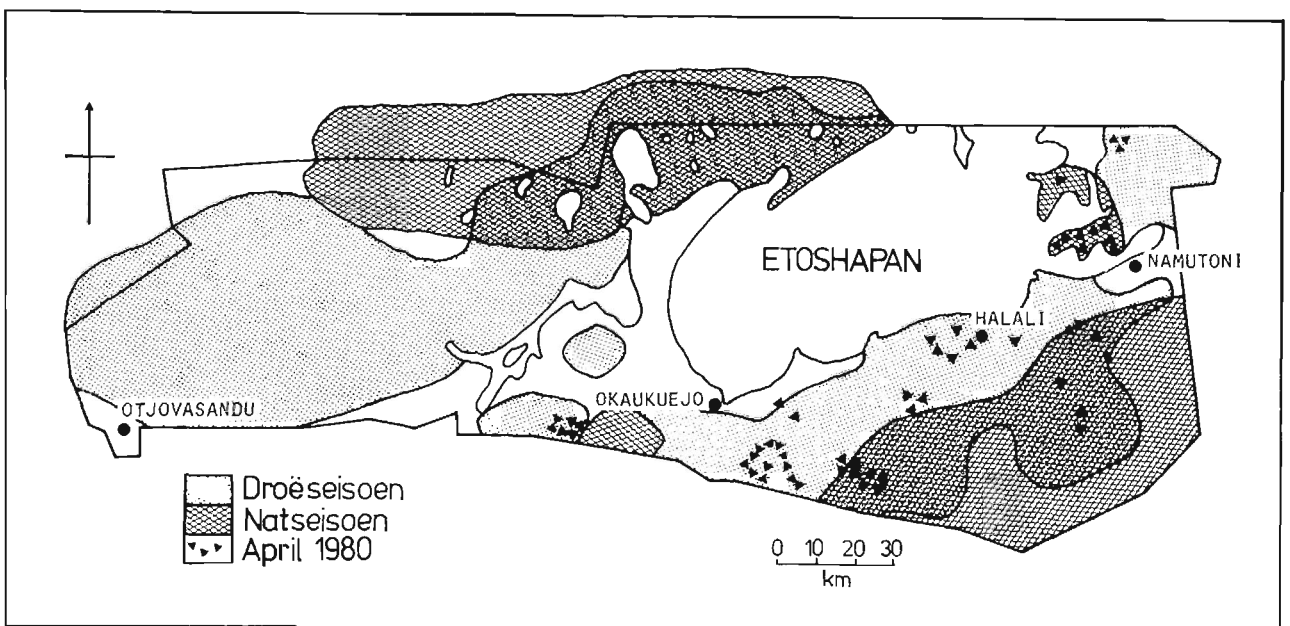 ETOSHAPAN
NAMUTONI
HALALI
OKAUKUEJO
OTJOVASANDU
Droëseisoen
Natseisoen
April 1980
0 10 20 30
km